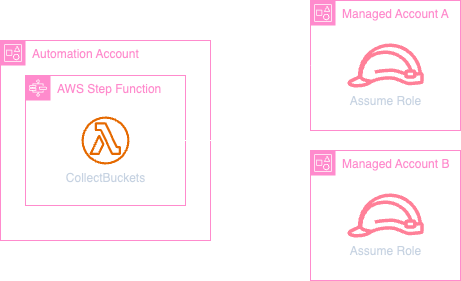 Managed Account A
Automation Account
Assume Role
AWS Step Function
CollectBuckets
Managed Account B
Assume Role